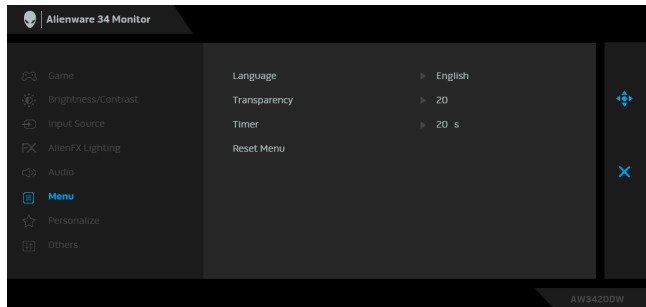 Alienware 34 Monitor
Game
Brightness/Contrast
Input Source
AlienFX Lighting
Audio
Menu
Personalize
Others
Language English
Transparency 20
Timer 20 s
Reset Menu
AW3420DW